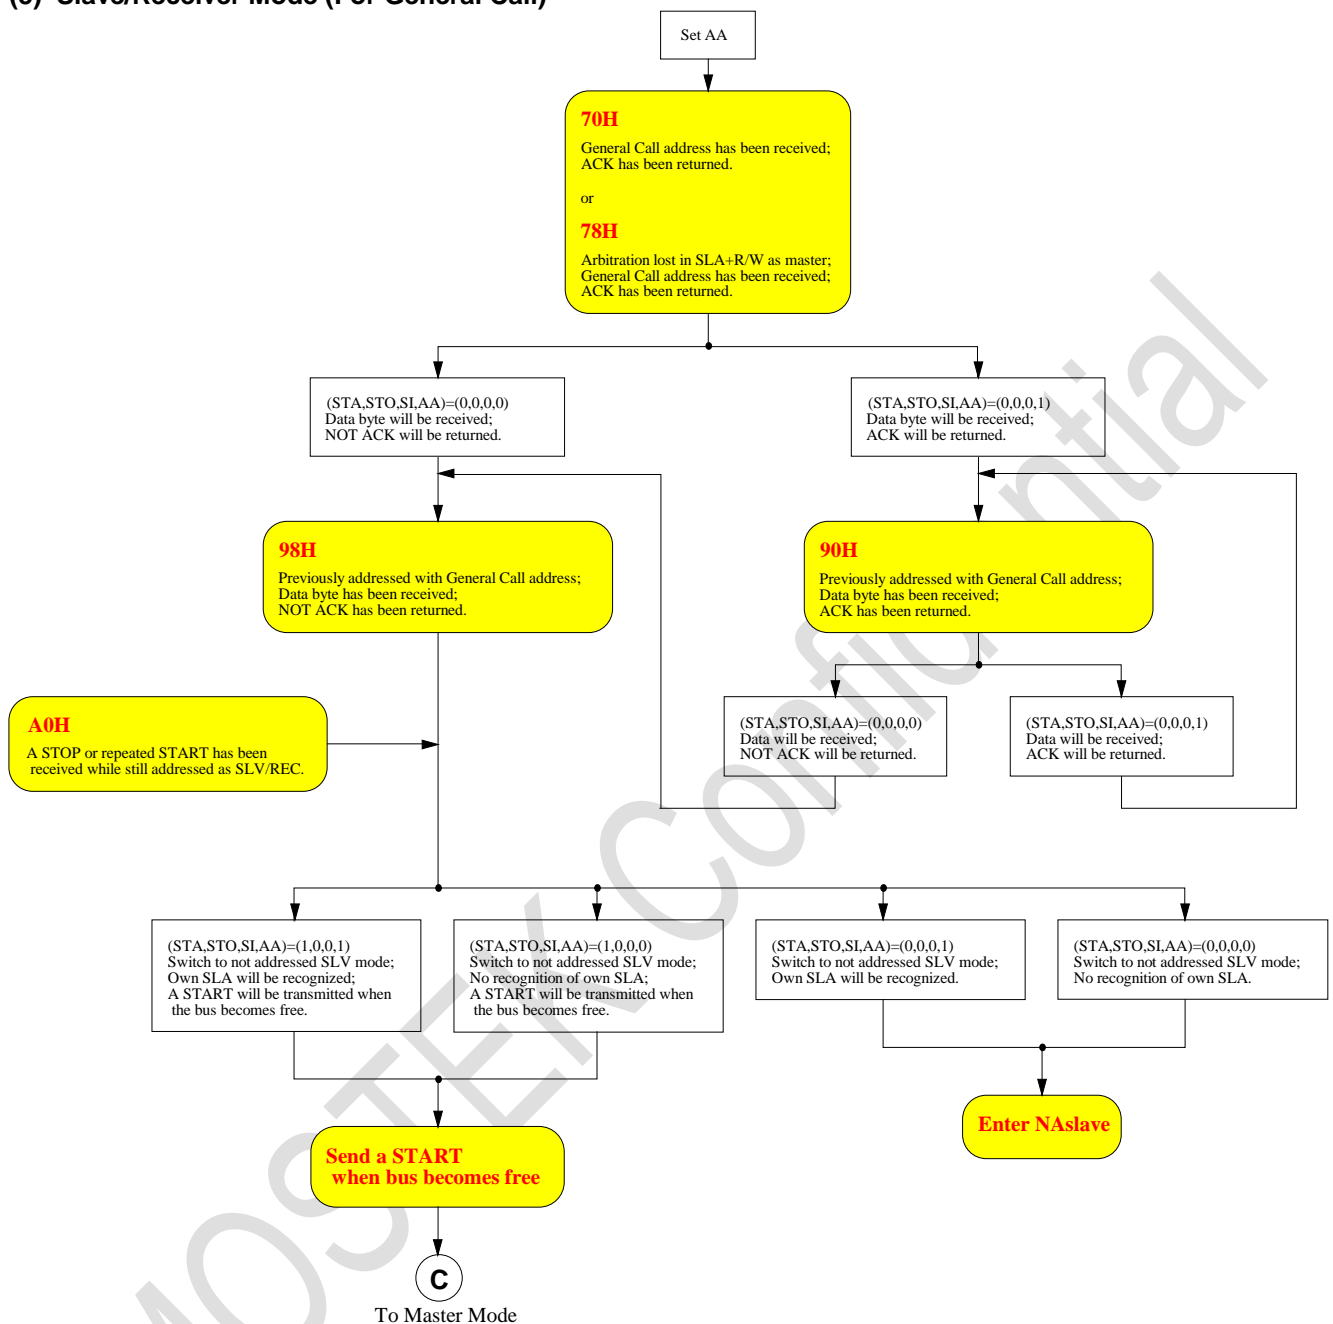 (5) Slave/Receiver Mode (For General Call)
Set AA
70H
General Call address has been received;
ACK has been returned.
or
78H
Arbitration lost in SLA+R/W as master;
General Call address has been received;
ACK has been returned.
(STA,STO,SI,AA)=(0,0,0,0)
Data byte will be received;
NOT ACK will be returned.
(STA,STO,SI,AA)=(0,0,0,1)
Data byte will be received;
ACK will be returned.
98H
Previously addressed with General Call address;
Data byte has been received;
NOT ACK has been returned.
90H
Previously addressed with General Call address;
Data byte has been received;
ACK has been returned.
(STA,STO,SI,AA)=(0,0,0,0)
Data will be received;
NOT ACK will be returned.
(STA,STO,SI,AA)=(0,0,0,1)
Data will be received;
ACK will be returned.
A0H
A STOP or repeated START has been
received while still addressed as SLV/REC.
(STA,STO,SI,AA)=(1,0,0,1)
Switch to not addressed SLV mode;
Own SLA will be recognized;
A START will be transmitted when
the bus becomes free.
(STA,STO,SI,AA)=(1,0,0,0)
Switch to not addressed SLV mode;
No recognition of own SLA;
A START will be transmitted when
the bus becomes free.
(STA,STO,SI,AA)=(0,0,0,1)
Switch to not addressed SLV mode;
Own SLA will be recognized.
(STA,STO,SI,AA)=(0,0,0,0)
Switch to not addressed SLV mode;
No recognition of own SLA.
Send a START
when bus becomes free
Enter NAslave
C
To Master Mode
MOSTEK Confidential